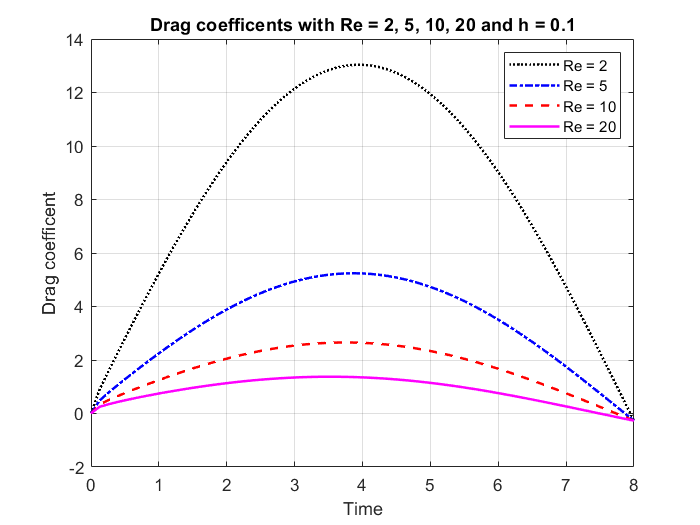 Drag coefficents with Re = 2, 5, 10, 20 and h = 0.1
14
12
10
8
6
4
2
0
-2
Drag coefficent
Re = 2
Re = 5
Re = 10
Re = 20
0 1 2 3 4 5 6 7 8
Time